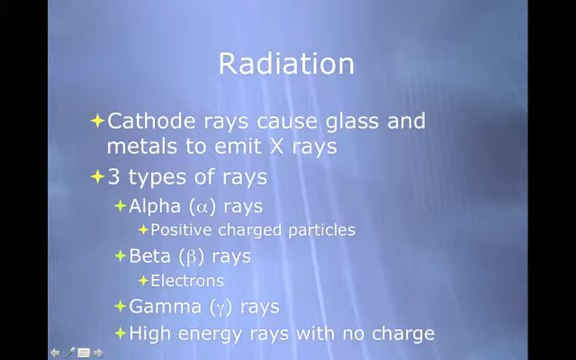 Radiation
Cathode rays cause glass and
metals to emit X rays
3 types of rays
Alpha (α) rays
Positive charged particles
Beta (β) rays
Electrons
Gamma (γ) rays
High energy rays with no charge